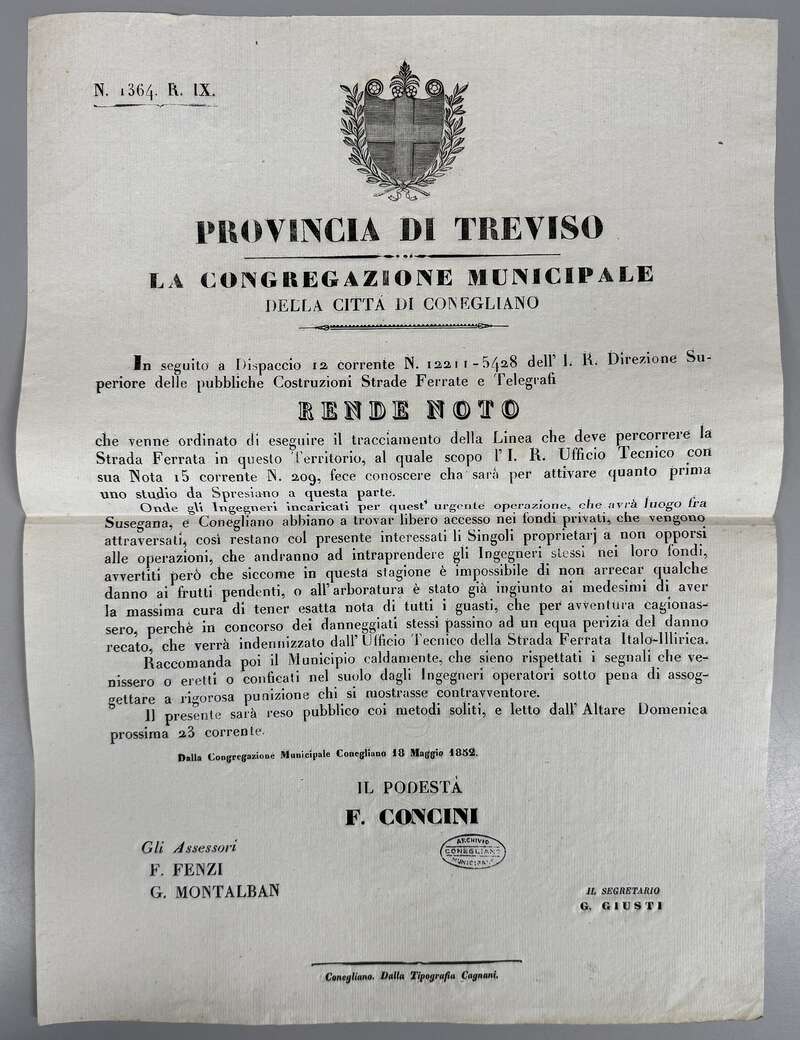 N. 1364. R. IX.
PROVINCIA DI TREVISO
LA CONGREGAZIONE MUNICIPALE
DELLA CITTÁ DI CONEGLIANO
In seguito a Dispaccio 12 corrente N. 12211-5428 dell' I. R. Direzione Su-
periore delle pubbliche Costruzioni Strade Ferrate e Telegrafi
RENDE NOTO
che venne ordinato di eseguire il tracciamento della Linea che deve percorrere la
Strada Ferrata in questo Territorio, al quale scopo l' I. R. Ufficio Tecnico con
sua Nota 15 corrente N. 209, fece conoscere cha sarà per attivare quanto prima
uno studio da Spresiano a questa parte.
Onde gli Ingegneri incaricati per quest' urgente operazione, che avrà luogo fra
Susegana, e Conegliano abbiano a trovar libero accesso nei fondi privati, che vengono
attraversati, così restano col presente interessati li Singoli proprietarj a non opporsi
alle operazioni, che andranno ad intraprendere gli Ingegneri stessi nei loro fondi,
avvertiti però che siccome in questa stagione è impossibile di non arrecar qualche
danno ai frutti pendenti, o all' arboratura è stato già ingiunto ai medesimi di aver
la massima cura di tener esatta nota di tutti i guasti, che per avventura cagionas-
sero, perchè in concorso dei danneggiati stessi passino ad un equa perizia del danno
recato, che verrà indennizzato dall' Ufficio Tecnico della Strada Ferrata Italo-Illirica.
Raccomanda poi il Municipio caldamente, che sieno rispettati i segnali che ve-
nissero o eretti o conficati nel suolo dagli Ingegneri operatori sotto pena di assog-
gettare a rigorosa punizione chi si mostrasse contravventore.
Il presente sarà reso pubblico coi metodi soliti, e letto dall' Altare Domenica
prossima 23 corrente.
Dalla Congregazione Municipale Conegliano 18 Maggio 1852.
IL PODESTÁ
F. CONCINI
Gli Assessori
F. FENZI
G. MONTALBAN
ARCHIVIO
CONEGLIANO
MUNICIPALE
IL SEGRETARIO
G. GIUSTI
Conegliano. Dalla Tipografia Cagnani.